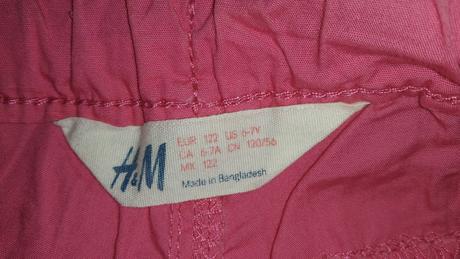 H&M
EUR 122 US 6-7Y
CA 6-7A CN 120/56
MX 122
Made in Bangladesh